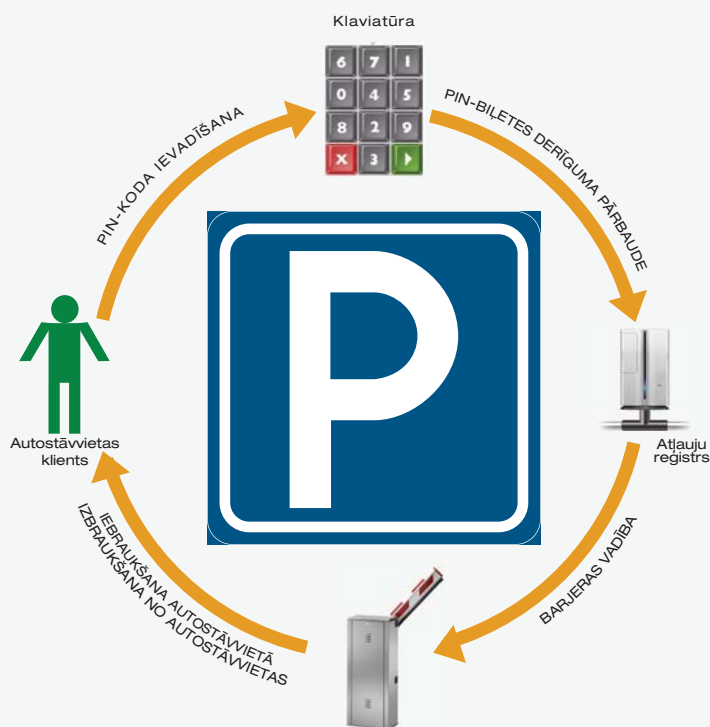 Klaviatūra
6 7 1
0 4 5
8 2 9
X 3
PIN-KODA IEVADĪŠANA
PIN-BIĻETES DERĪGUMA PĀRBAUDE
P
Autostāvvietas
klients
Atļauju
reģistrs
BARJERAS VADĪBA
IEBRAUKŠANA AUTOSTĀVVIETĀ
IZBRAUKŠANA NO AUTOSTĀVVIETAS